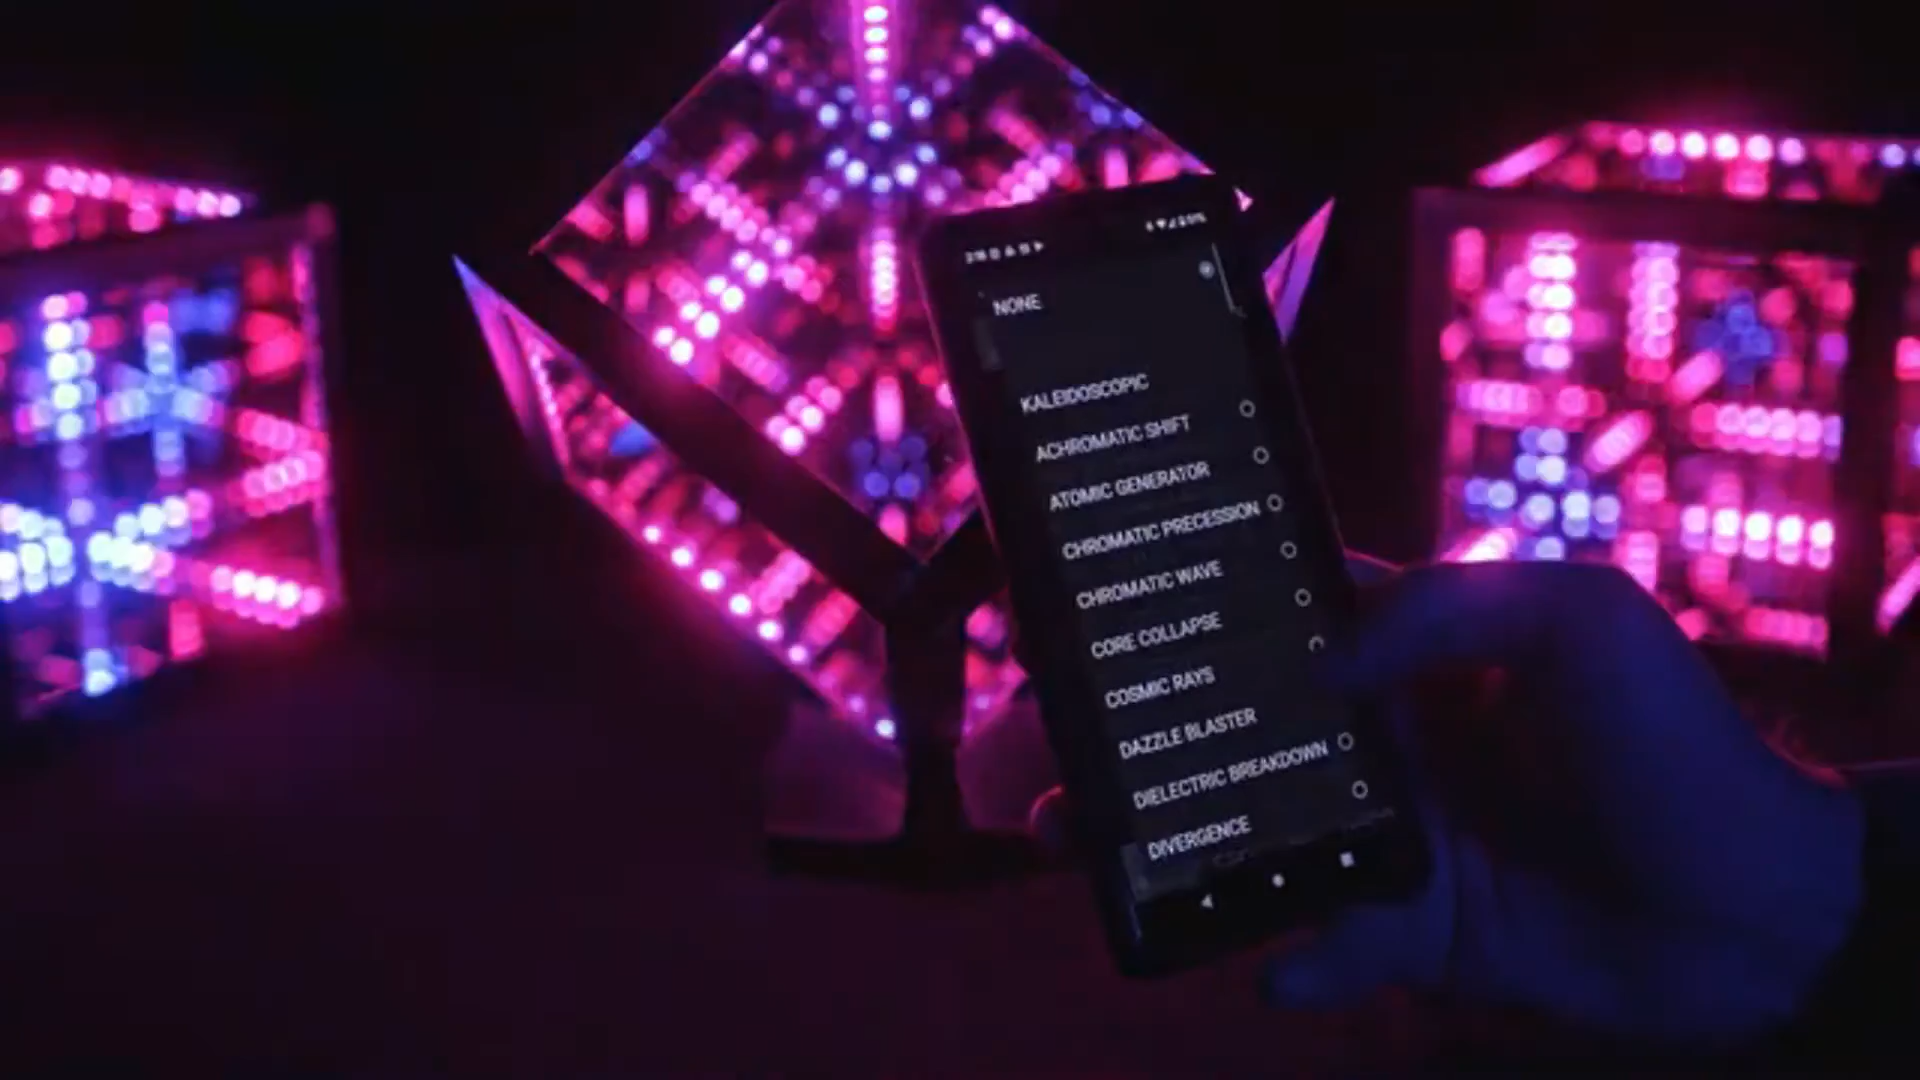 NONE
KALEIDOSCOPIC
ACHROMATIC SHIFT
ATOMIC GENERATOR
CHROMATIC PRECESSION
CHROMATIC WAVE
CORE COLLAPSE
COSMIC RAYS
DAZZLE BLASTER
DIELECTRIC BREAKDOWN
DIVERGENCE